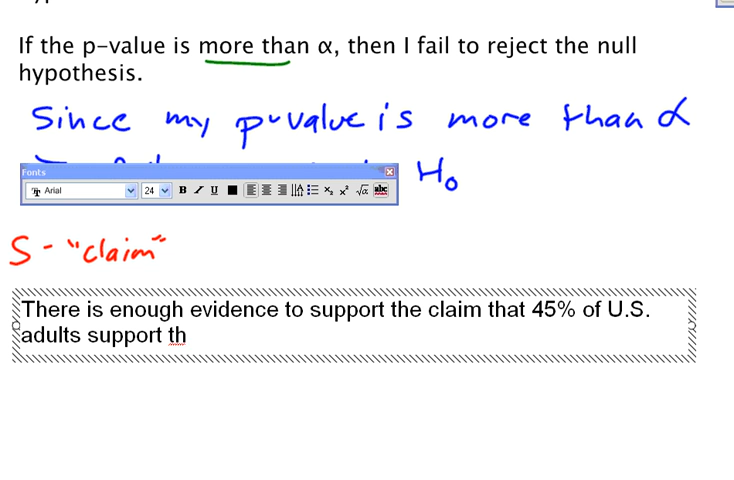 If the p-value is more than α, then I fail to reject the null
hypothesis.
Since my p-value is more than α
H₀
Fonts
Arial 24 B I U abc
S - "claim"
There is enough evidence to support the claim that 45% of U.S.
adults support th